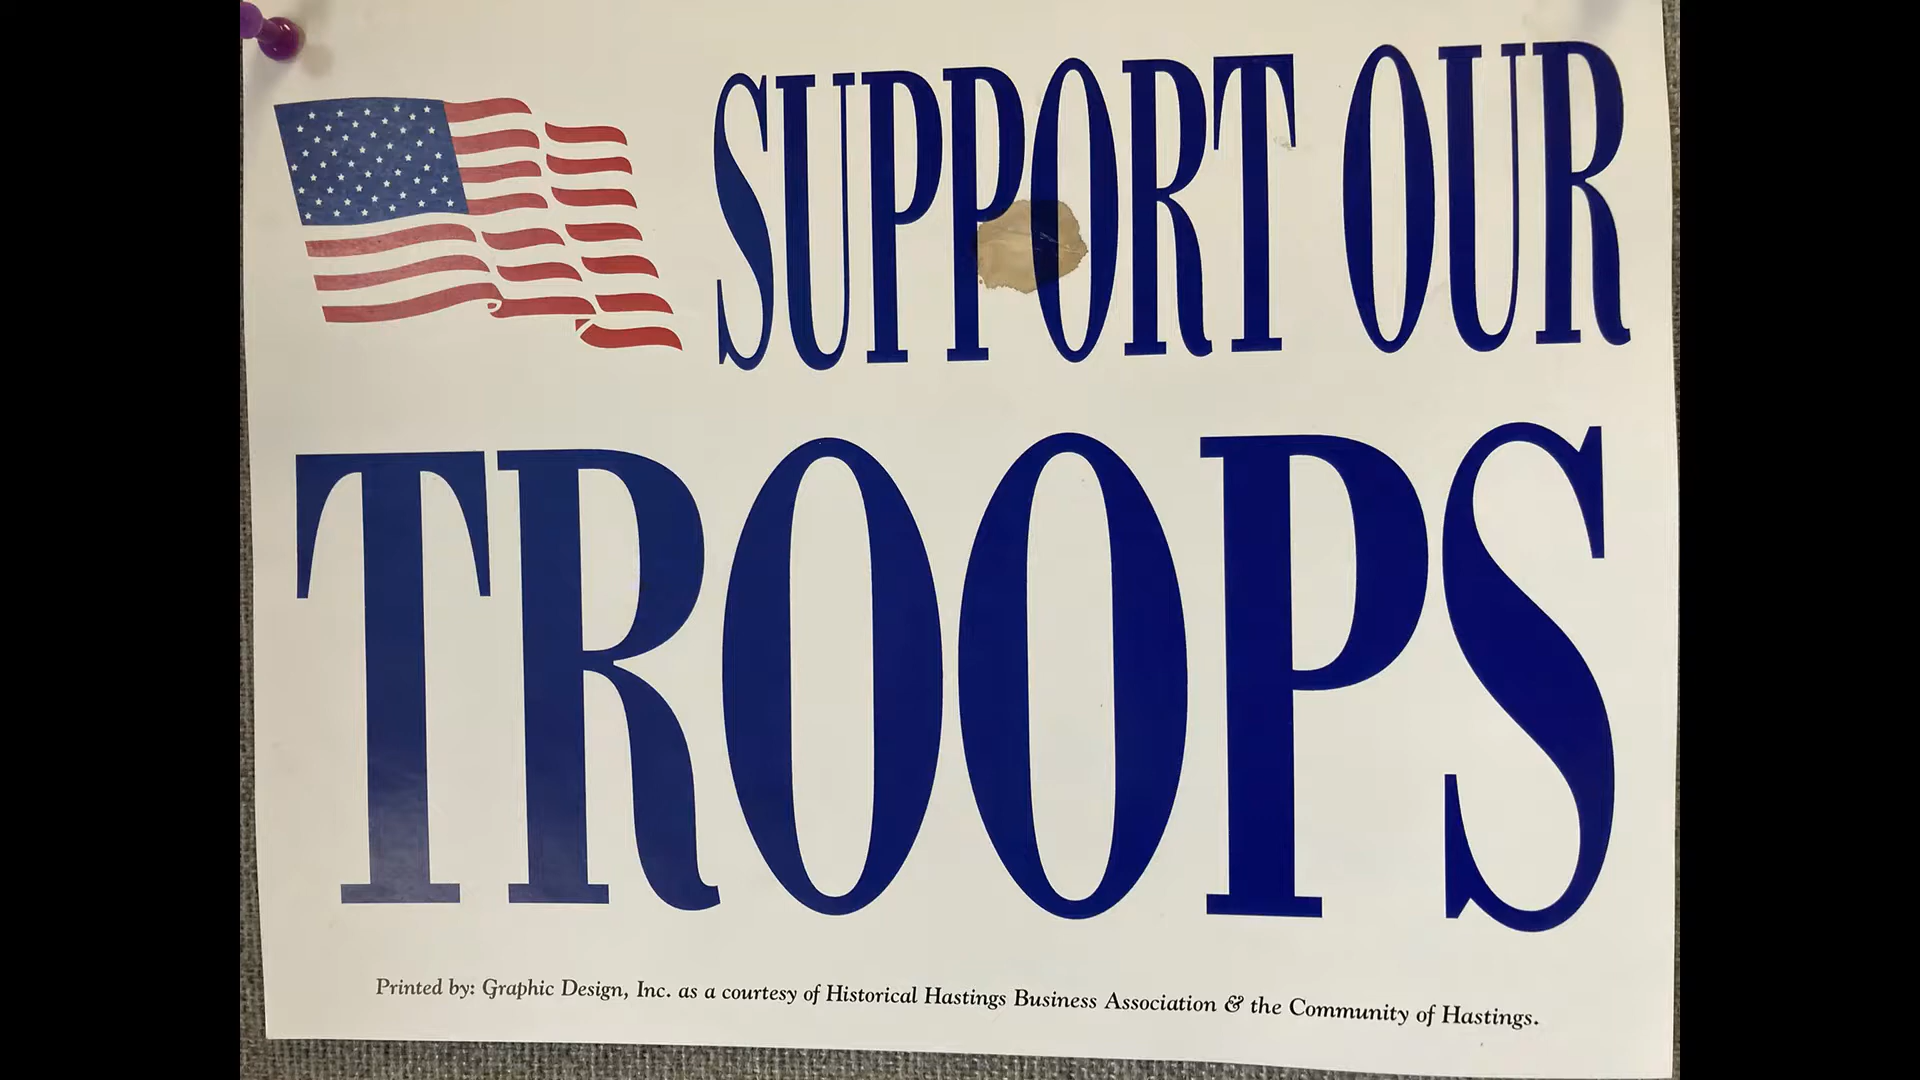 SUPPORT OUR
TROOPS
Printed by: Graphic Design, Inc. as a courtesy of Historical Hastings Business Association & the Community of Hastings.